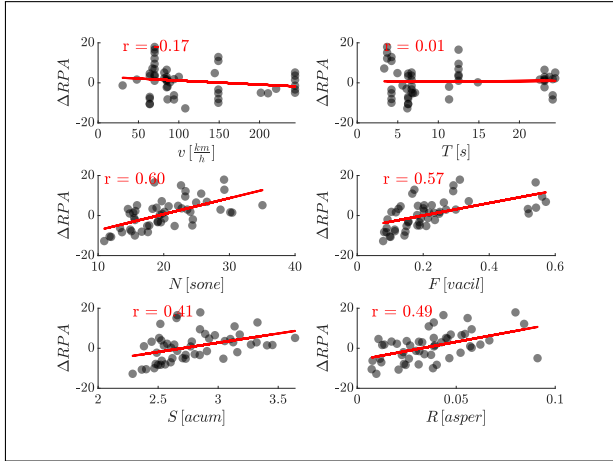 r = -0.17
r = 0.01
20
0
-20
ΔRPA
0 50 100 150 200
v [km/h]
20
0
-20
ΔRPA
5 10 15 20
T [s]
r = 0.60
r = 0.57
20
0
-20
ΔRPA
10 20 30 40
N [sone]
20
0
-20
ΔRPA
0 0.2 0.4 0.6
F [vacil]
r = 0.41
r = 0.49
20
0
-20
ΔRPA
2 2.5 3 3.5
S [acum]
20
0
-20
ΔRPA
0 0.05 0.1
R [asper]